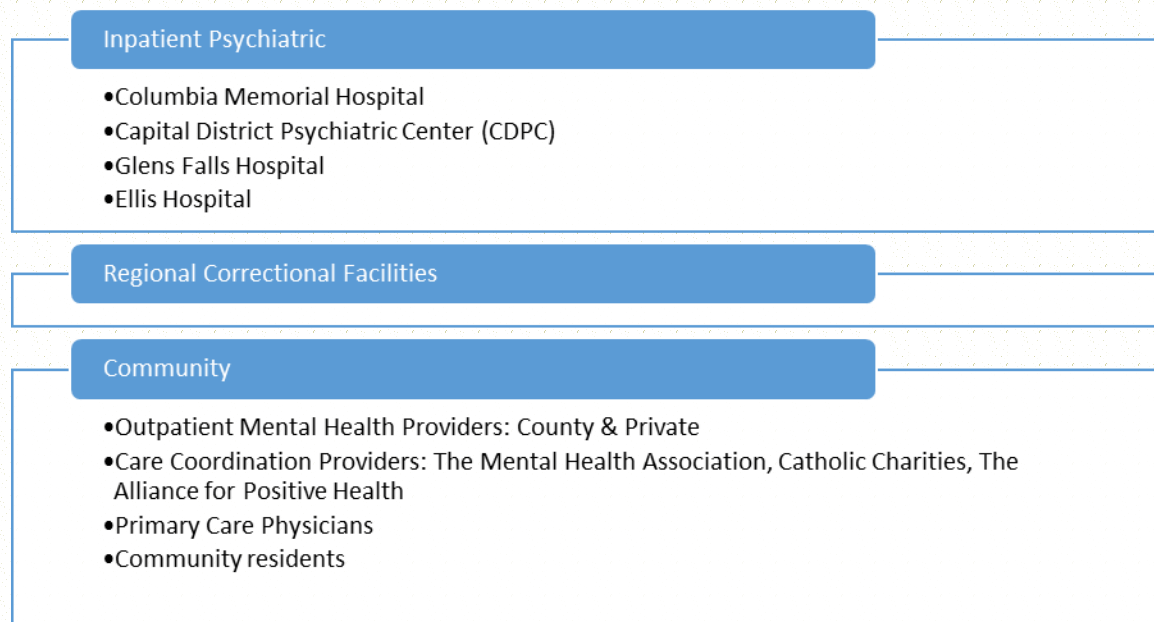 Inpatient Psychiatric
•Columbia Memorial Hospital
•Capital District Psychiatric Center (CDPC)
•Glens Falls Hospital
•Ellis Hospital
Regional Correctional Facilities
Community
•Outpatient Mental Health Providers: County & Private
•Care Coordination Providers: The Mental Health Association, Catholic Charities, The
Alliance for Positive Health
•Primary Care Physicians
•Community residents